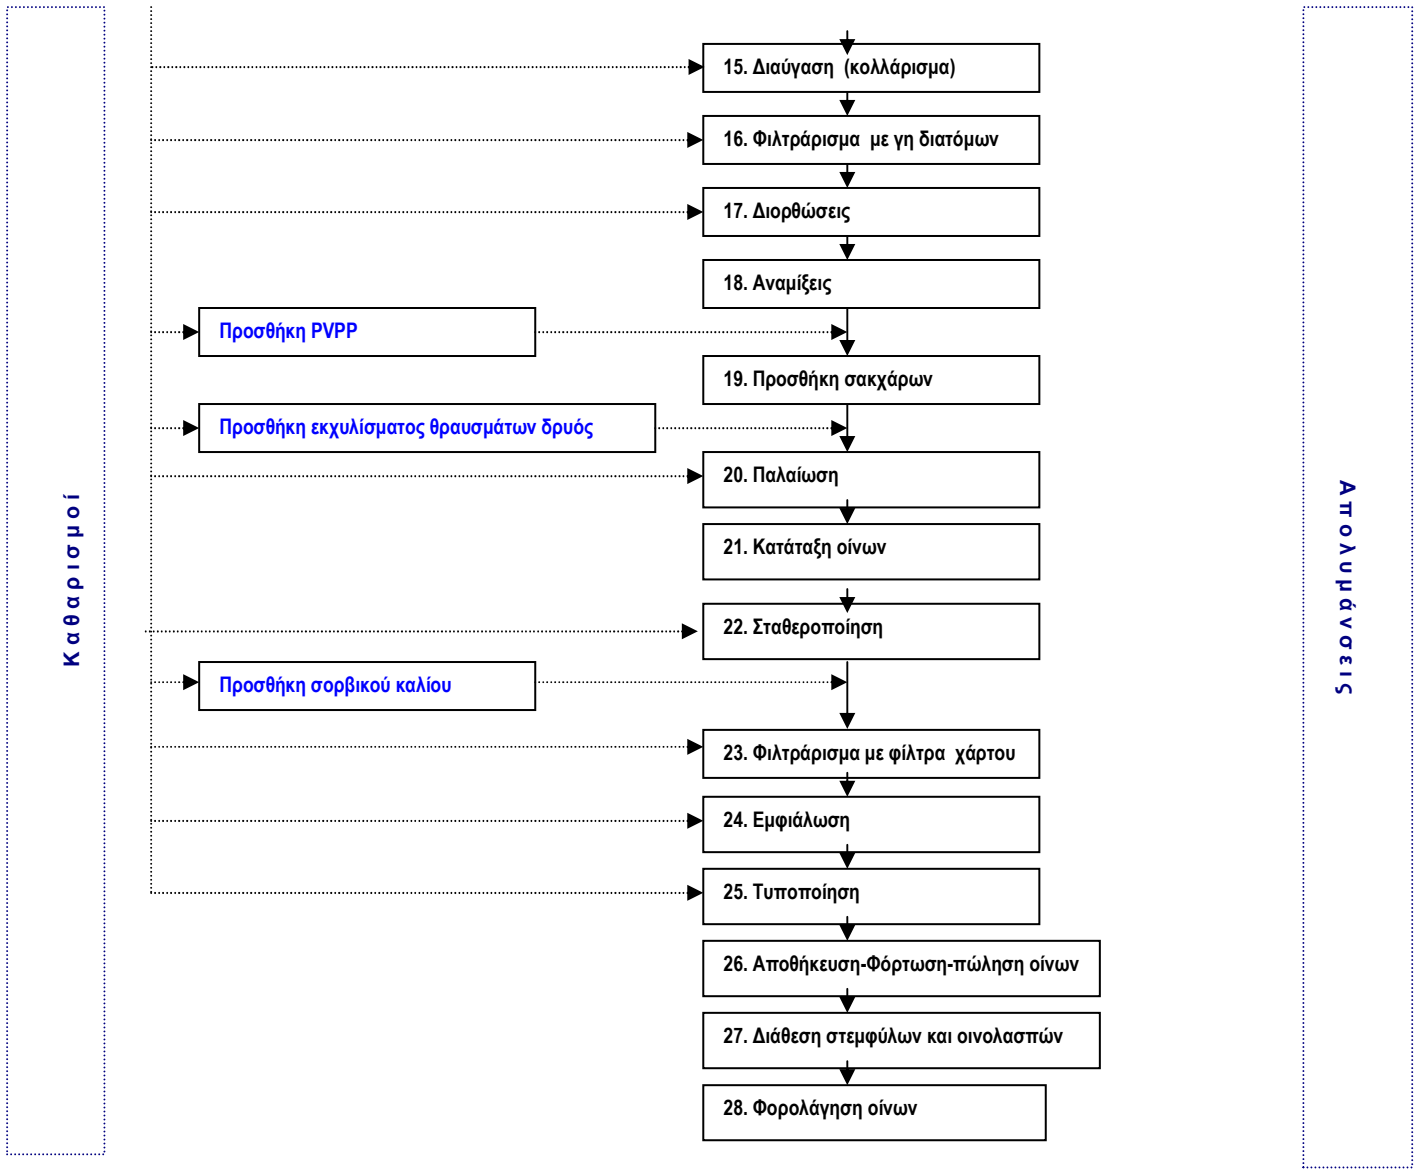 15. Διαύγαση (κολλάρισμα)
16. Φιλτράρισμα με γη διατόμων
17. Διορθώσεις
18. Αναμίξεις
Προσθήκη PVPP
19. Προσθήκη σακχάρων
Προσθήκη εκχυλίσματος θραυσμάτων δρυός
20. Παλαίωση
21. Κατάταξη οίνων
22. Σταθεροποίηση
Προσθήκη σορβικού καλίου
23. Φιλτράρισμα με φίλτρα χάρτου
24. Εμφιάλωση
25. Τυποποίηση
26. Αποθήκευση-Φόρτωση-πώληση οίνων
27. Διάθεση στεμφύλων και οινολασπών
28. Φορολάγηση οίνων
Καθαρισμοί
Απολυμάνσεις